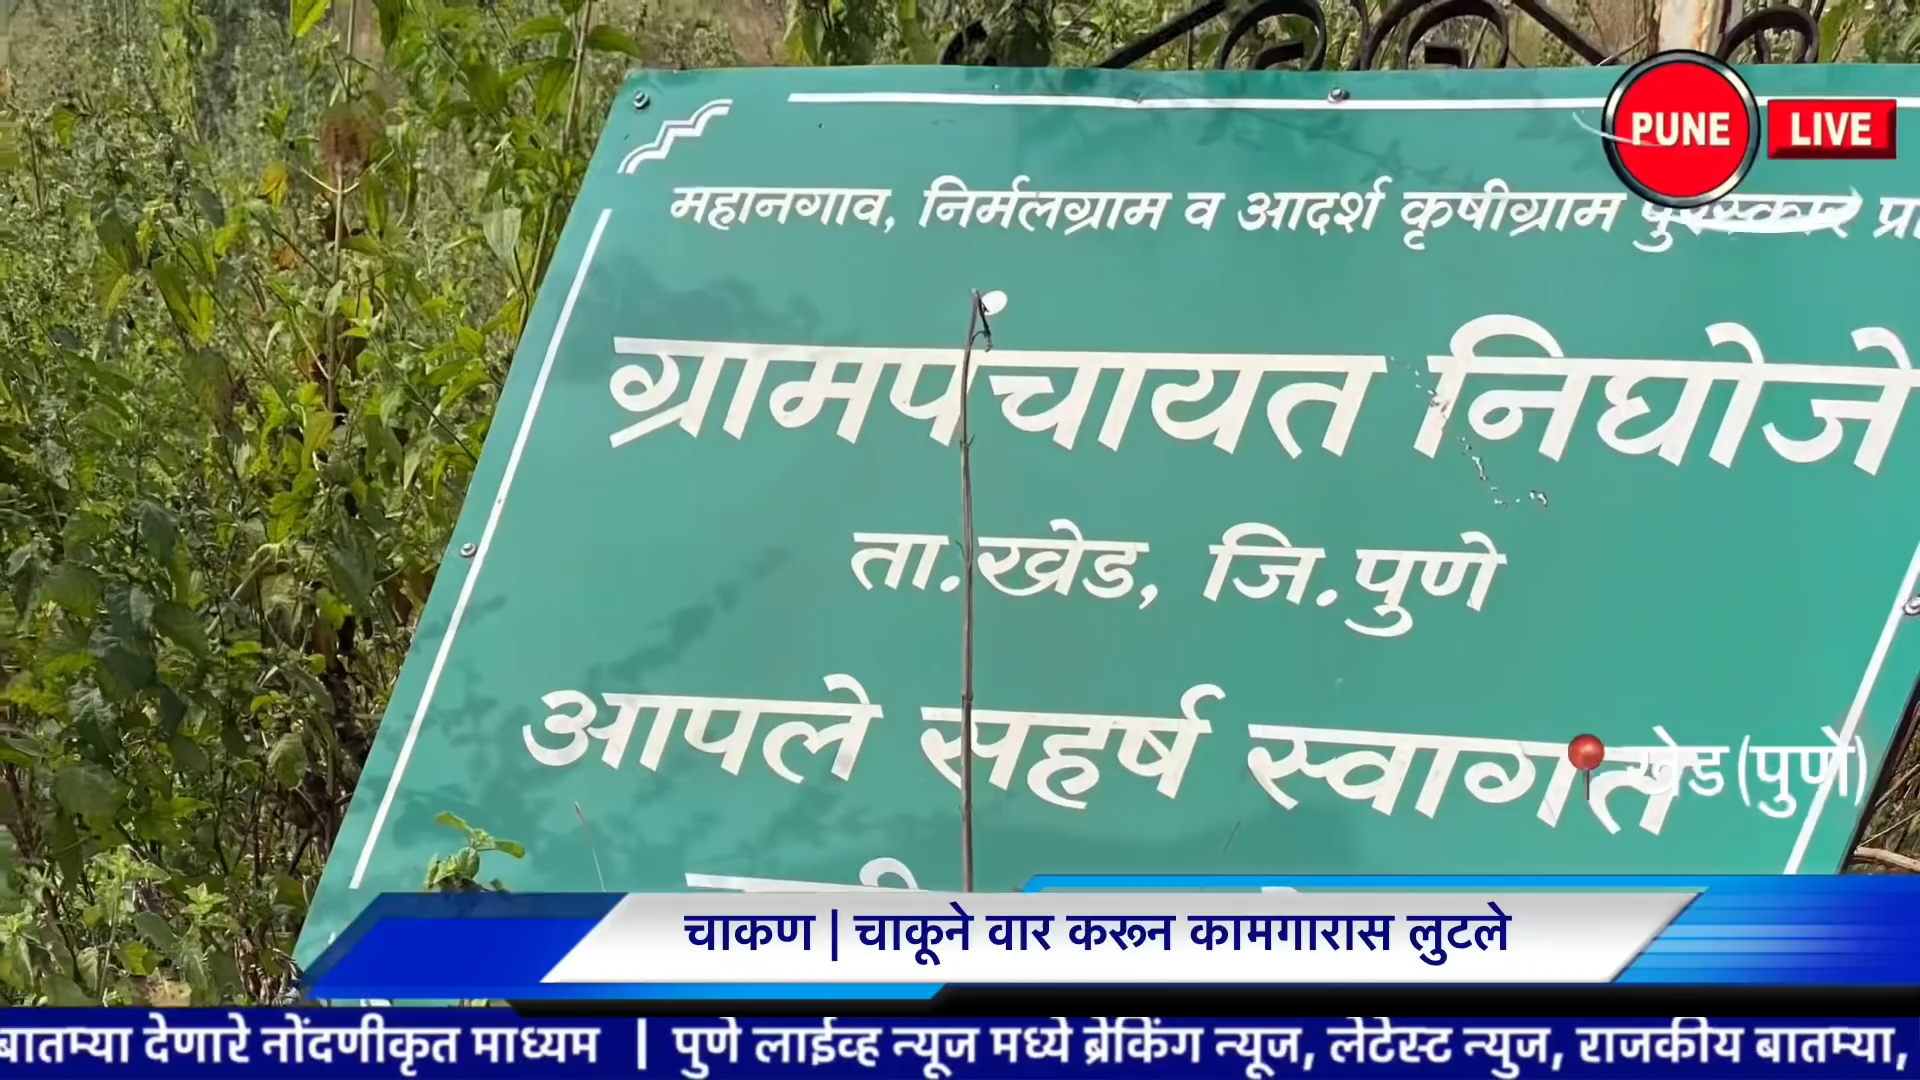 PUNE LIVE
महानगाव, निर्मलग्राम व आदर्श कृषीग्राम पुरस्कार
ग्रामपंचायत निघोजे
ता.खेड, जि.पुणे
आपले सहर्ष स्वागत
खेड (पुणे)
चाकण | चाकूने वार करून कामगारास लुटले
बातम्या देणारे नोंदणीकृत माध्यम | पुणे लाईव्ह न्यूज मध्ये ब्रेकिंग न्यूज, लेटेस्ट न्युज, राजकीय बातम्या,